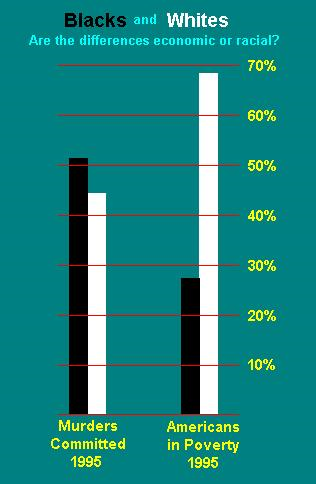 Blacks and Whites
Are the differences economic or racial?
70%
60%
50%
40%
30%
20%
10%
Murders
Committed
1995
Americans
in Poverty
1995